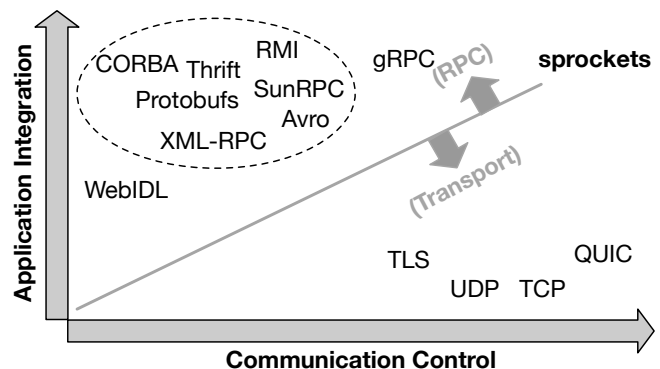 Application Integration
CORBA
Thrift
RMI
Protobufs
SunRPC
Avro
XML-RPC
WebIDL
gRPC
(RPC)
sprockets
(Transport)
TLS
UDP
TCP
QUIC
Communication Control